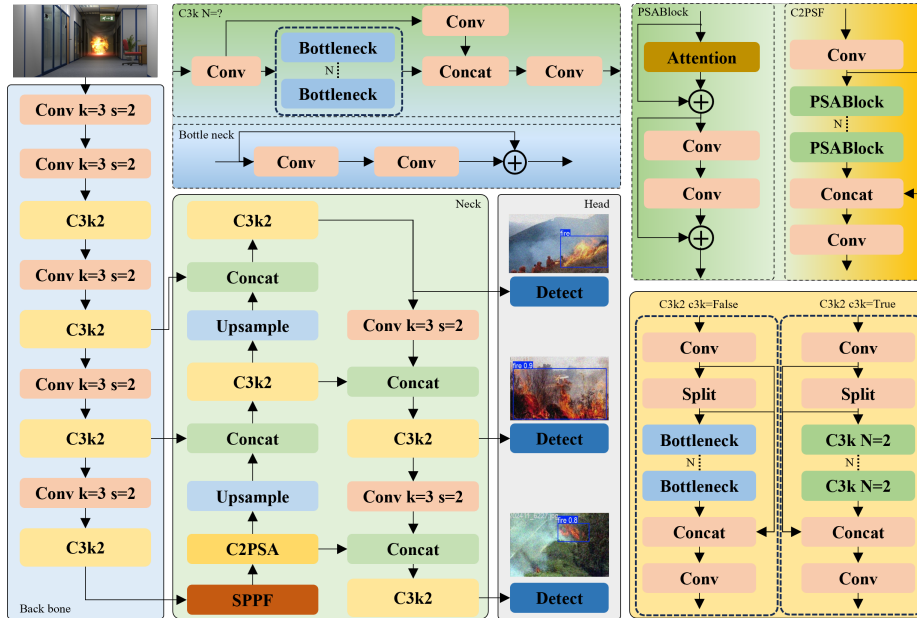 Conv k=3 s=2
Conv k=3 s=2
C3k2
Conv k=3 s=2
C3k2
Conv k=3 s=2
C3k2
Conv k=3 s=2
C3k2
Back bone
C3k N=?
Conv
Bottleneck
N
Bottleneck
Conv
Concat
Conv
Bottle neck
Conv
Conv
Neck
C3k2
Concat
Upsample
C3k2
Concat
Upsample
C2PSA
SPPF
Conv k=3 s=2
Concat
C3k2
Conv k=3 s=2
Concat
C3k2
Head
fire
Detect
fire 0.9
Detect
fire 0.8
Detect
PSABlock
Attention
Conv
Conv
C2PSF
Conv
PSABlock
N
PSABlock
Concat
Conv
C3k2 c3k=False
Conv
Split
Bottleneck
N
Bottleneck
Concat
Conv
C3k2 c3k=True
Conv
Split
C3k N=2
N
C3k N=2
Concat
Conv